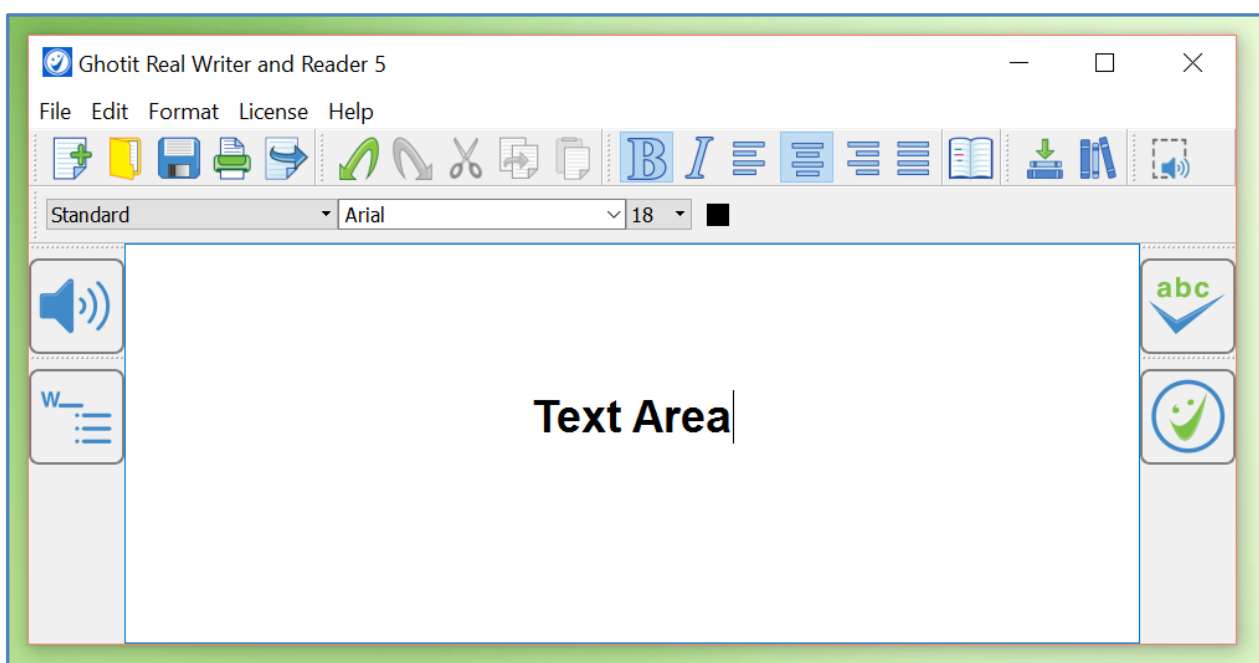 Ghotit Real Writer and Reader 5
File Edit Format License Help
B I
Standard Arial 18
abc
W
Text Area